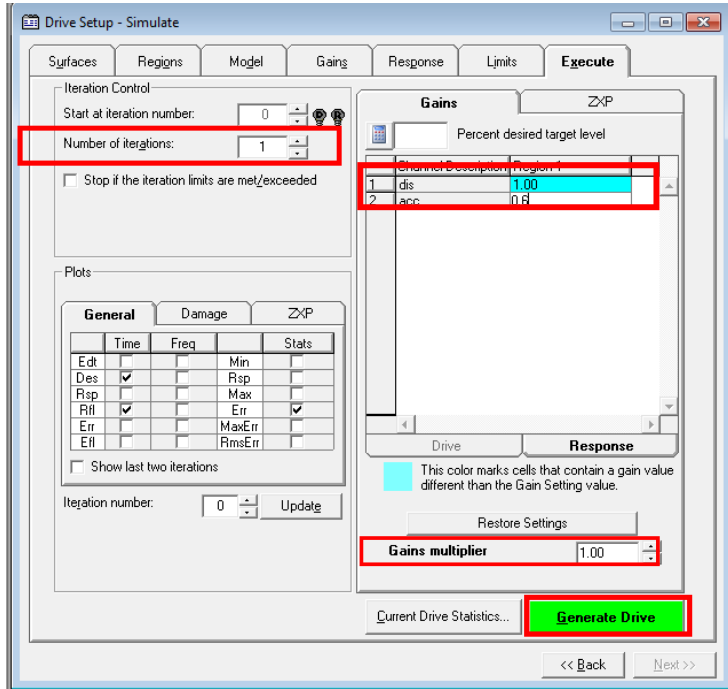 Drive Setup - Simulate
Surfaces Regions Model Gains Response Limits Execute
Iteration Control
Start at iteration number: 0
D R
Number of iterations: 1
Stop if the iteration limits are met/exceeded
Plots
General Damage ZXP
Time Freq Stats
Edt Min
Des Rsp
Rsp Max
Rfl Err
Err MaxErr
Efl RmsErr
Show last two iterations
Iteration number: 0 Update
Gains ZXP
Percent desired target level
Channel Description Region 1
1 dis 1.00
2 acc 0.6
Drive Response
This color marks cells that contain a gain value
different than the Gain Setting value.
Restore Settings
Gains multiplier 1.00
Current Drive Statistics... Generate Drive
<< Back Next >>